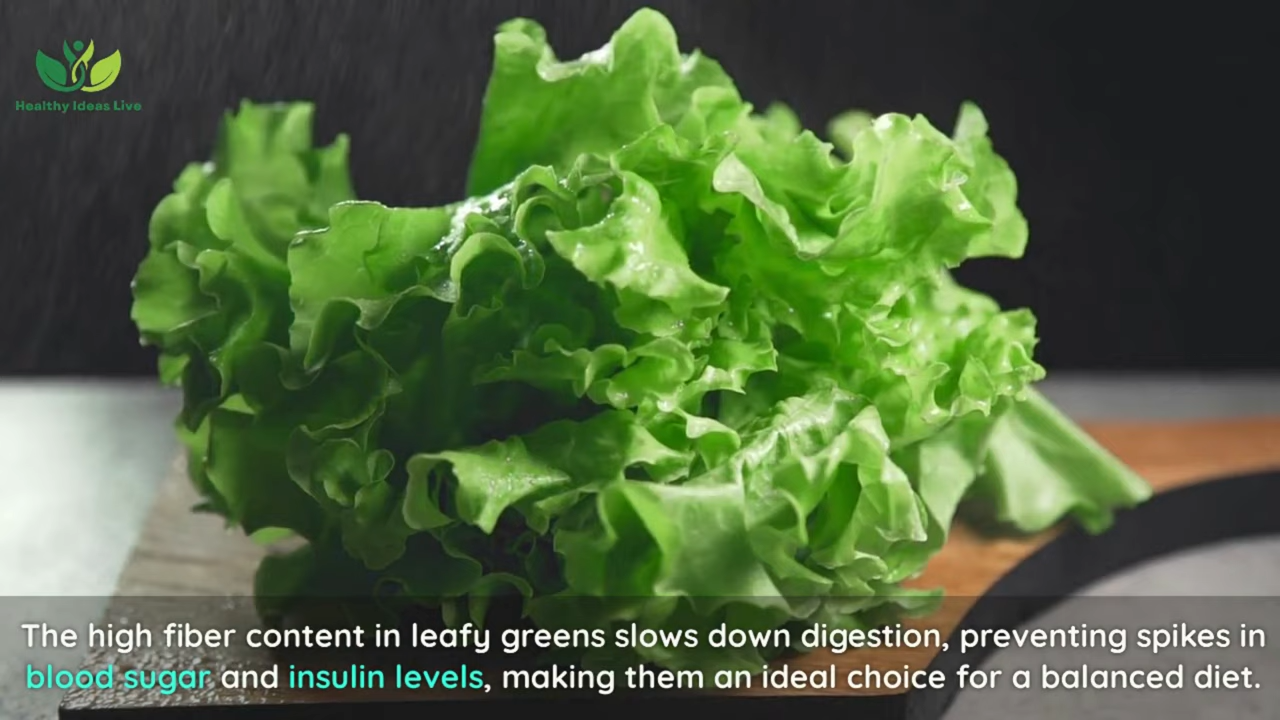 Healthy Ideas Live
The high fiber content in leafy greens slows down digestion, preventing spikes in
blood sugar and insulin levels, making them an ideal choice for a balanced diet.